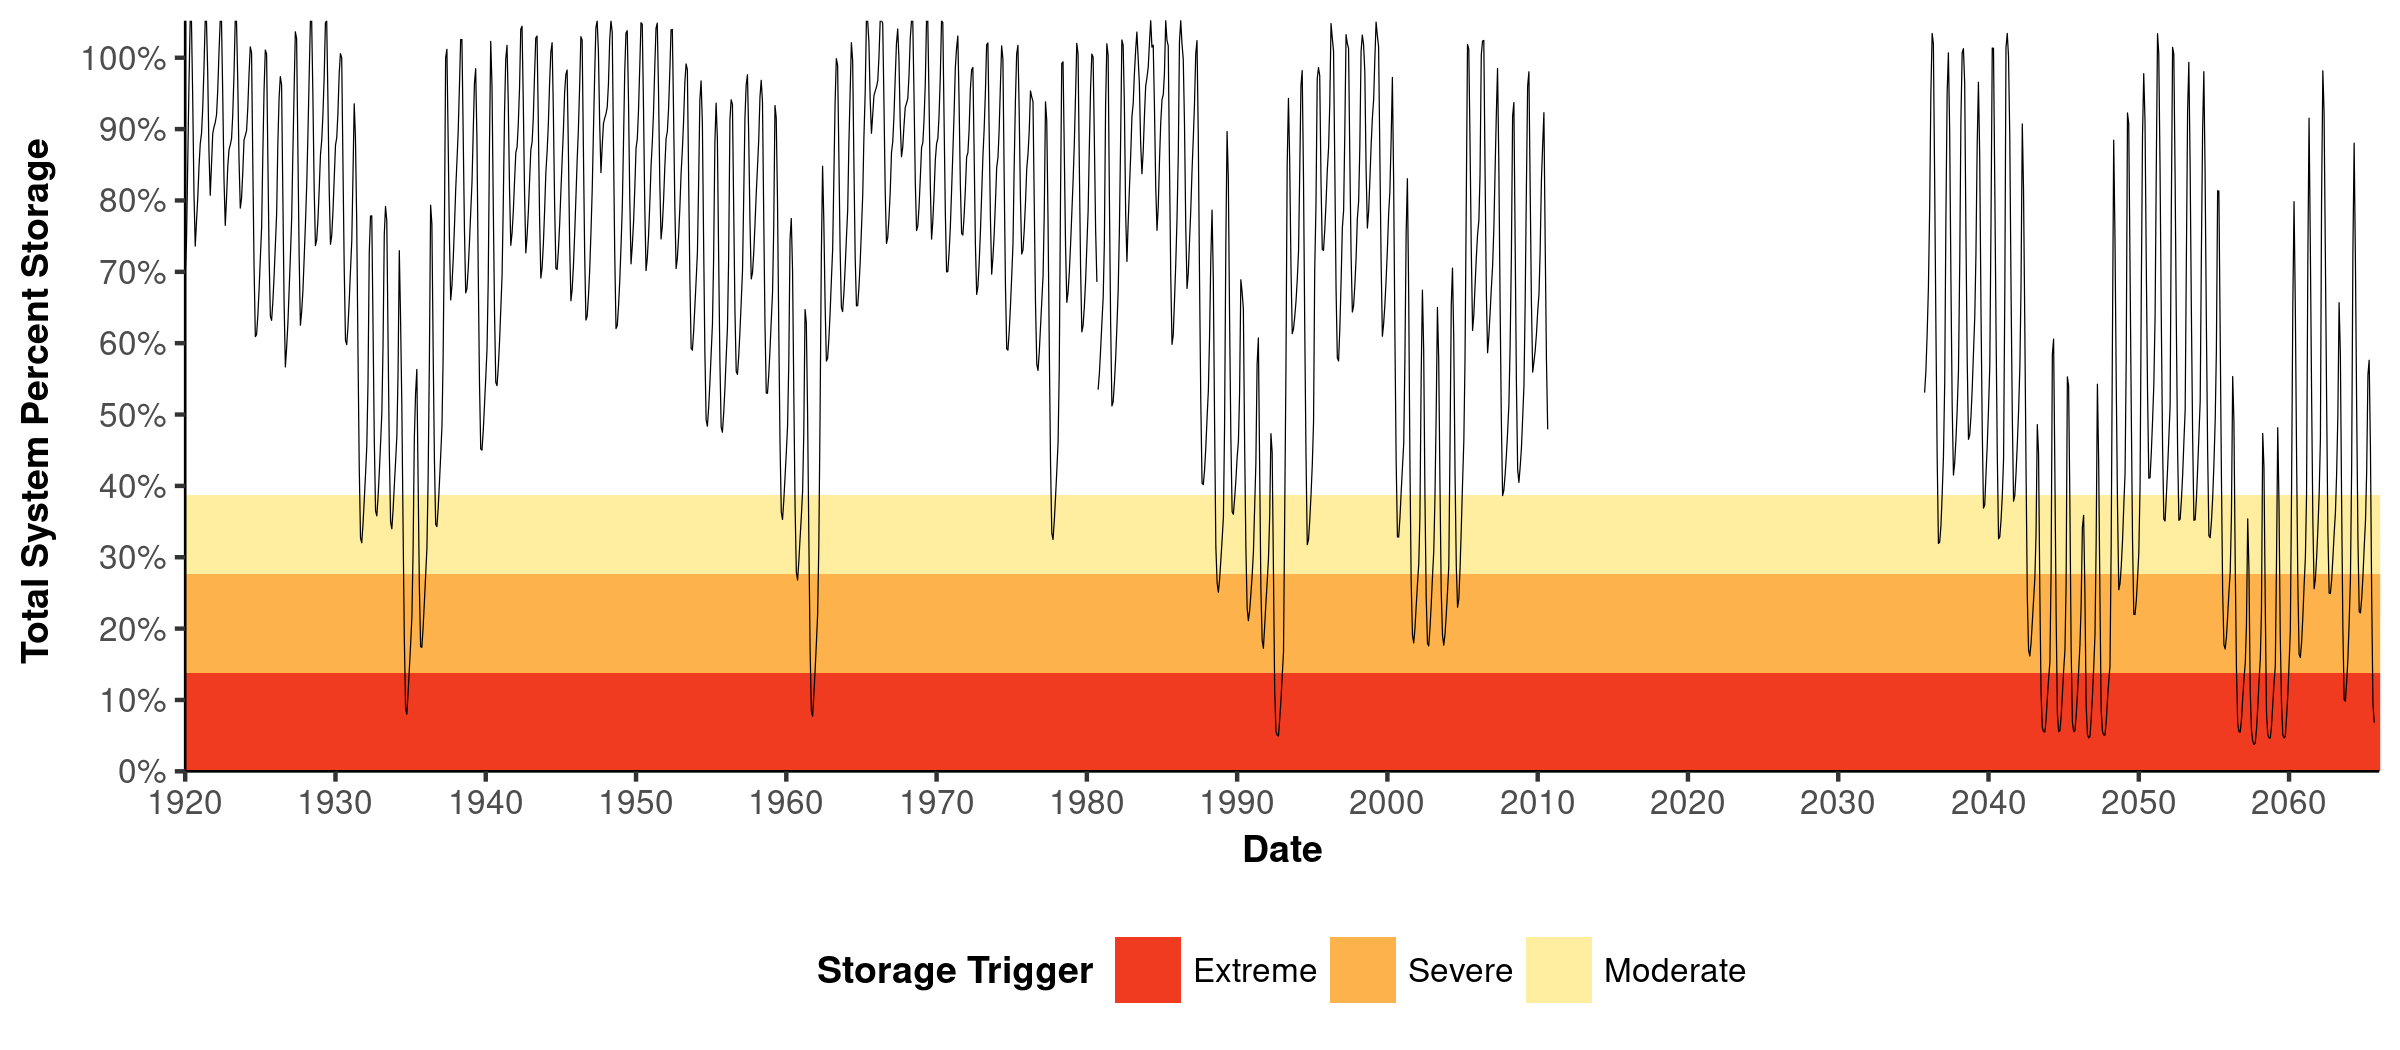 Total System Percent Storage
100%
90%
80%
70%
60%
50%
40%
30%
20%
10%
0%
1920 1930 1940 1950 1960 1970 1980 1990 2000 2010 2020 2030 2040 2050 2060
Date
Storage Trigger Extreme Severe Moderate